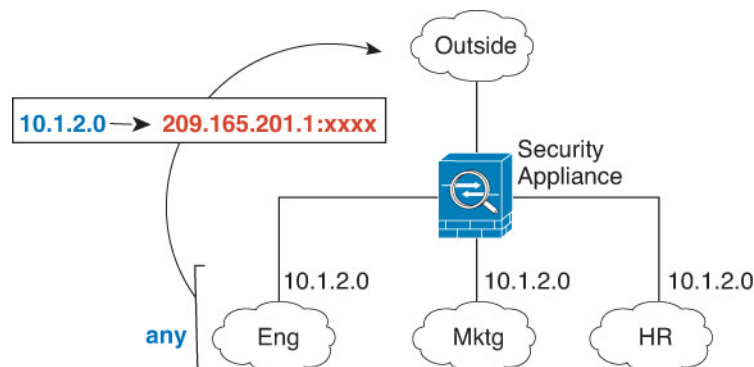 Outside
10.1.2.0 → 209.165.201.1:xxxx
Security
Appliance
10.1.2.0
10.1.2.0
10.1.2.0
any
Eng
Mktg
HR